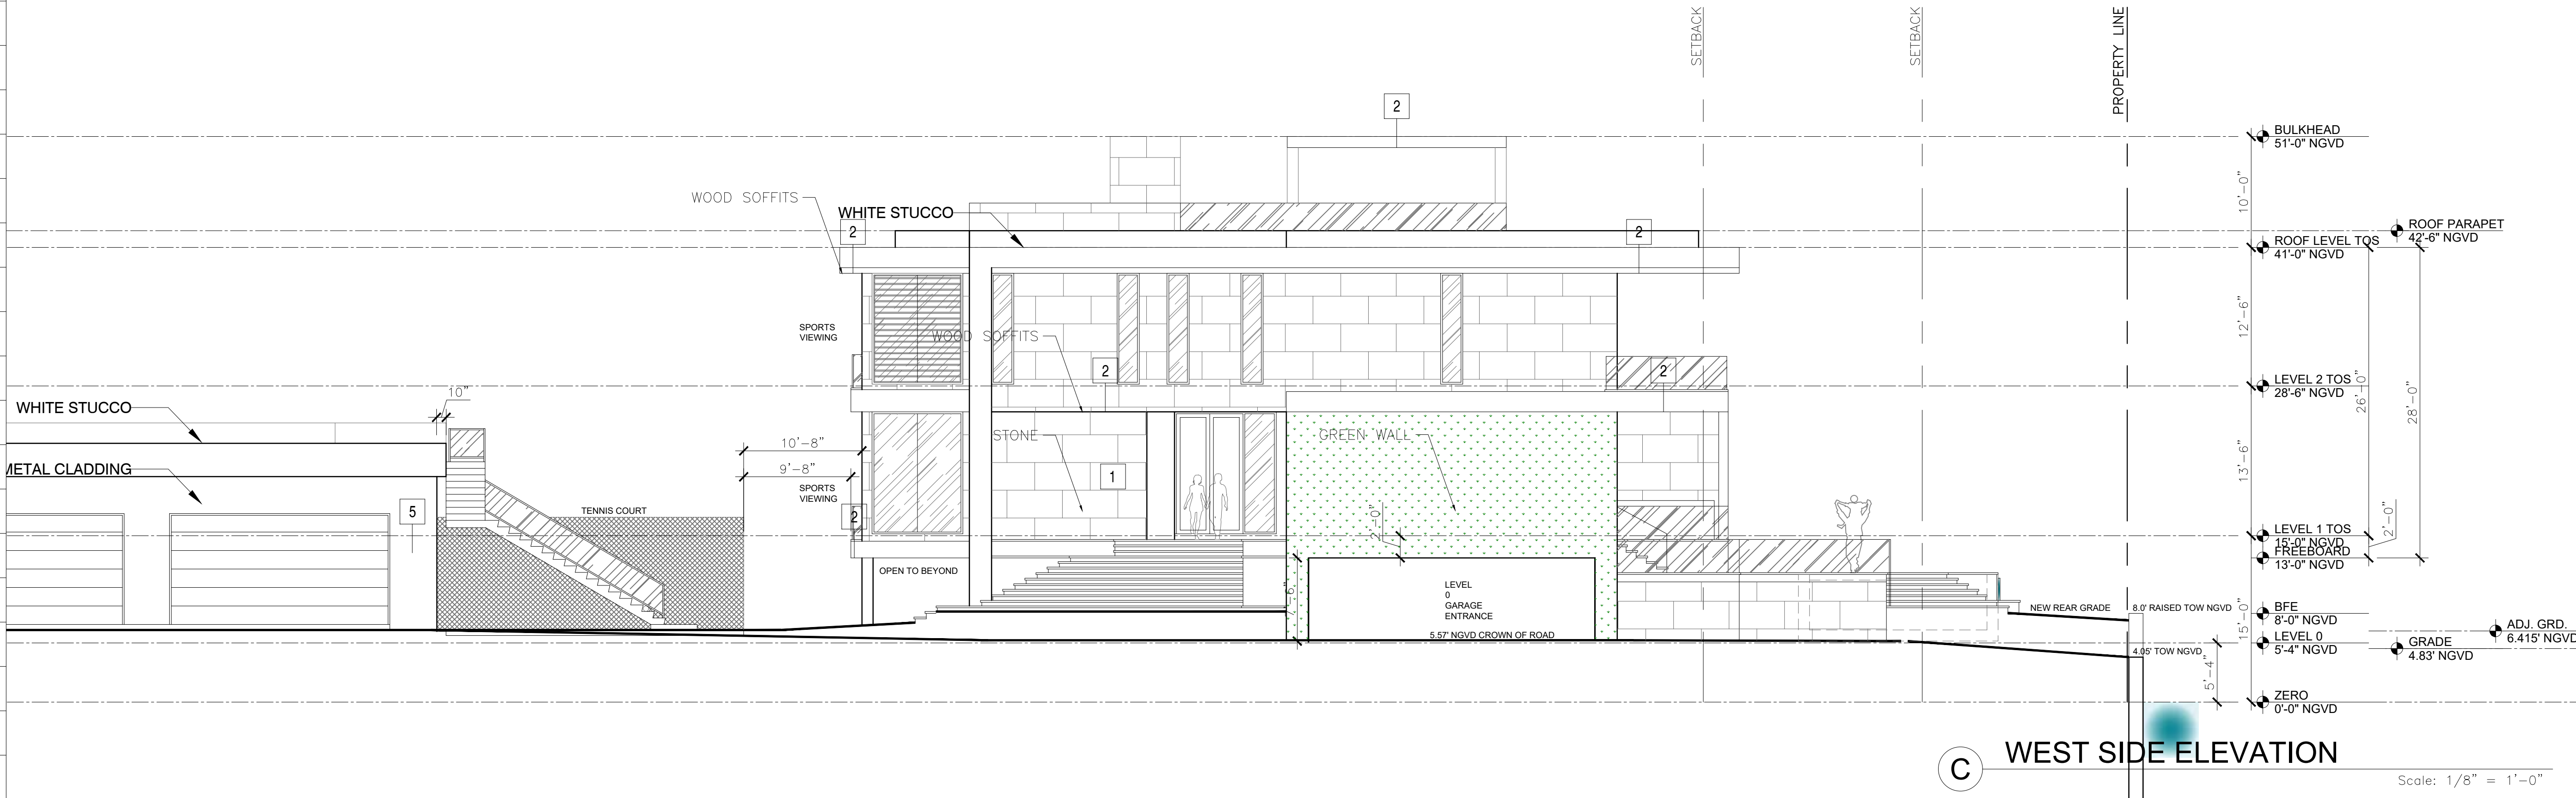 SETBACK
SETBACK
PROPERTY LINE
2
BULKHEAD
51'-0" NGVD
10'-0"
WOOD SOFFITS
WHITE STUCCO
2
2
ROOF PARAPET
42'-6" NGVD
ROOF LEVEL TOS
41'-0" NGVD
12'-6"
SPORTS
VIEWING
WOOD SOFFITS
2
2
LEVEL 2 TOS
28'-6" NGVD
26'-0"
28'-0"
10"
WHITE STUCCO
10'-8"
STONE
GREEN WALL
13'-6"
METAL CLADDING
9'-8"
1
SPORTS
VIEWING
5
TENNIS COURT
2
2'-0"
2'-0"
LEVEL 1 TOS
15'-0" NGVD
FREEBOARD
13'-0" NGVD
OPEN TO BEYOND
LEVEL
0
GARAGE
ENTRANCE
5.57' NGVD CROWN OF ROAD
NEW REAR GRADE
8.0' RAISED TOW NGVD
BFE
8'-0" NGVD
15'-0"
ADJ. GRD.
6.415' NGVD
LEVEL 0
5'-4" NGVD
GRADE
4.83' NGVD
4.05' TOW NGVD
5'-4"
ZERO
0'-0" NGVD
C
WEST SIDE ELEVATION
Scale: 1/8" = 1'-0"